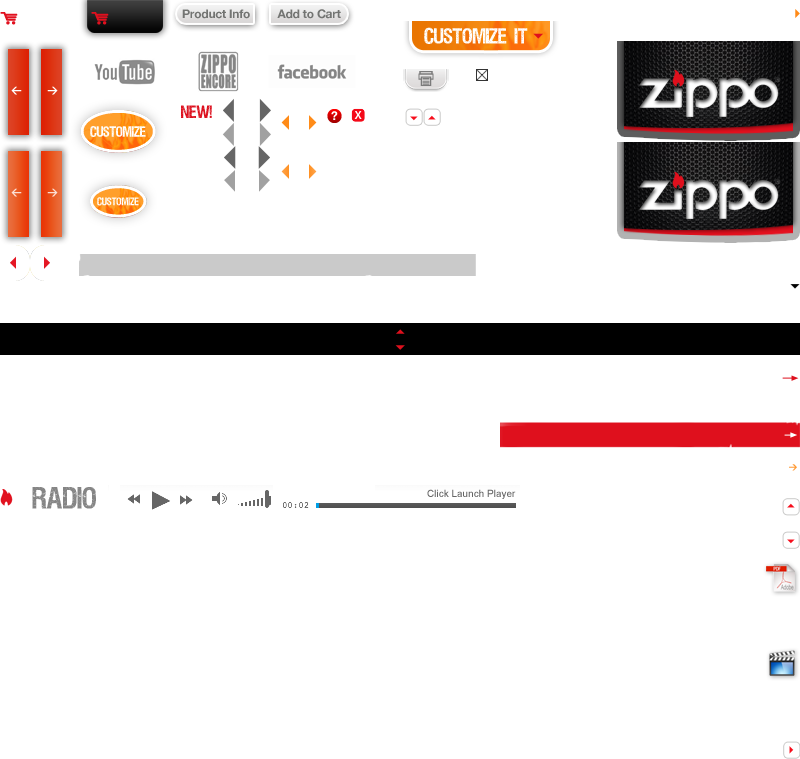 Product Info
Add to Cart
CUSTOMIZE IT
YouTube
ZIPPO
ENCORE
facebook
zippo
NEW!
CUSTOMIZE
zippo
CUSTOMIZE
RADIO
00:02
Click Launch Player
PDF
Adobe